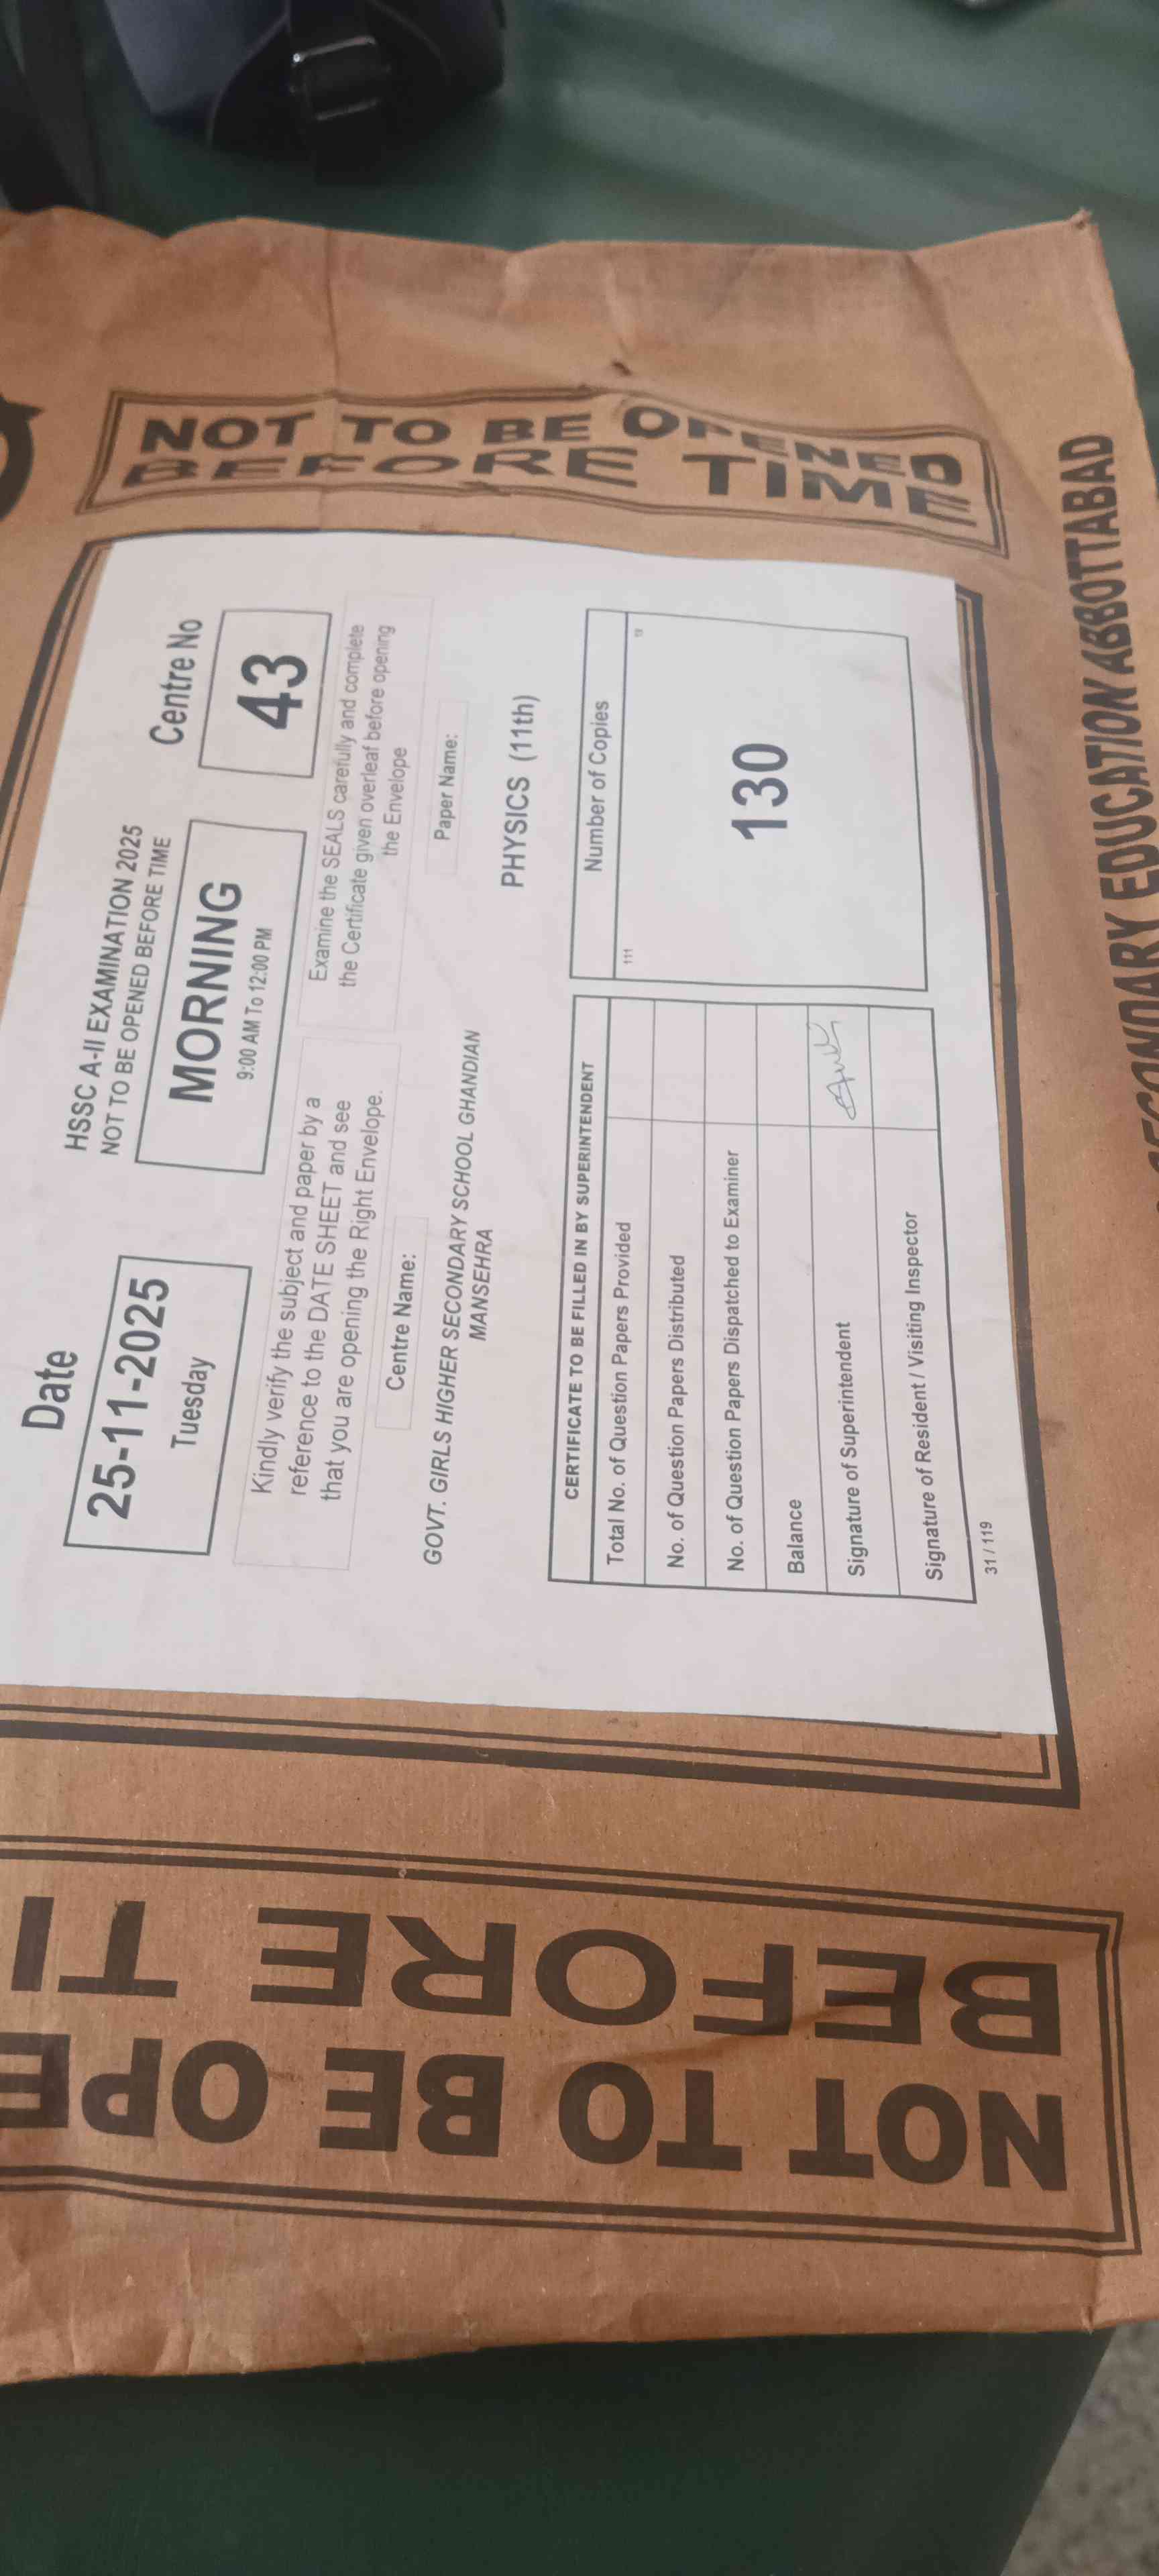 NOT TO BE OPENED
BEFORE TIME
Date
25-11-2025
Tuesday
HSSC A-II EXAMINATION 2025
NOT TO BE OPENED BEFORE TIME
MORNING
9:00 AM To 12:00 PM
Centre No
43
Kindly verify the subject and paper by a
reference to the DATE SHEET and see
that you are opening the Right Envelope.
Examine the SEALS carefully and complete
the Certificate given overleaf before opening
the Envelope
Centre Name:
GOVT. GIRLS HIGHER SECONDARY SCHOOL GHANDIAN
MANSEHRA
Paper Name:
PHYSICS (11th)
CERTIFICATE TO BE FILLED IN BY SUPERINTENDENT
Total No. of Question Papers Provided
No. of Question Papers Distributed
No. of Question Papers Dispatched to Examiner
Balance
Signature of Superintendent
Signature of Resident / Visiting Inspector
Number of Copies
111
130
31 / 119
SECONDARY EDUCATION ABBOTTABAD
NOT TO BE OPE
BEFORE TI